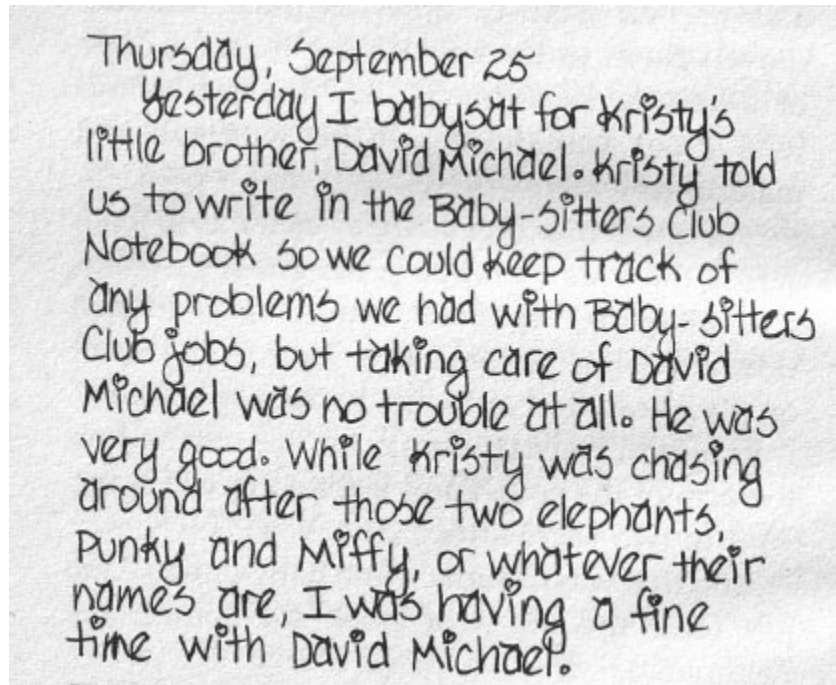 Thursday, September 25
Yesterday I babysat for Kristy's
little brother, David Michael. Kristy told
us to write in the Baby-sitters Club
Notebook so we could keep track of
any problems we had with Baby-sitters
Club jobs, but taking care of David
Michael was no trouble at all. He was
very good. While Kristy was chasing
around after those two elephants,
Punky and Miffy, or whatever their
names are, I was having a fine
time with David Michael.